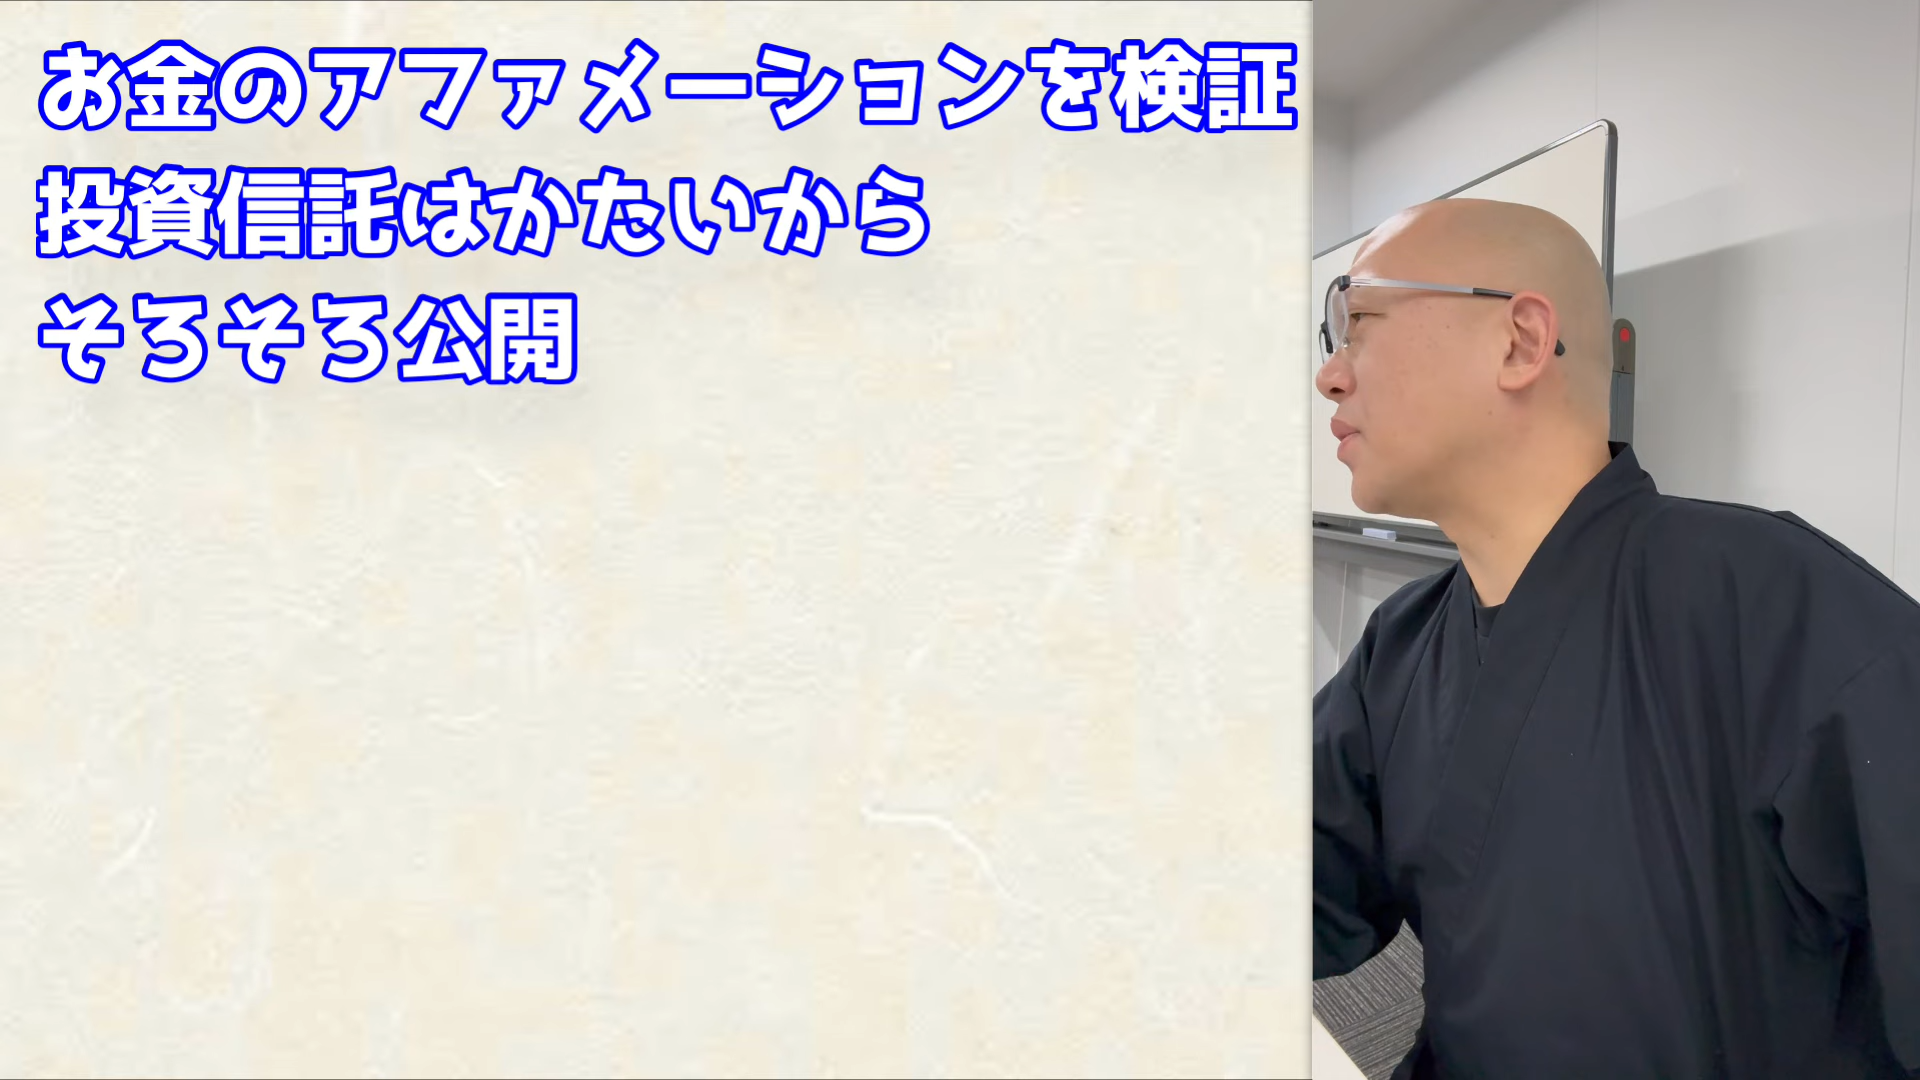 お金のアファメーションを検証
投資信託はかたいから
そろそろ公開